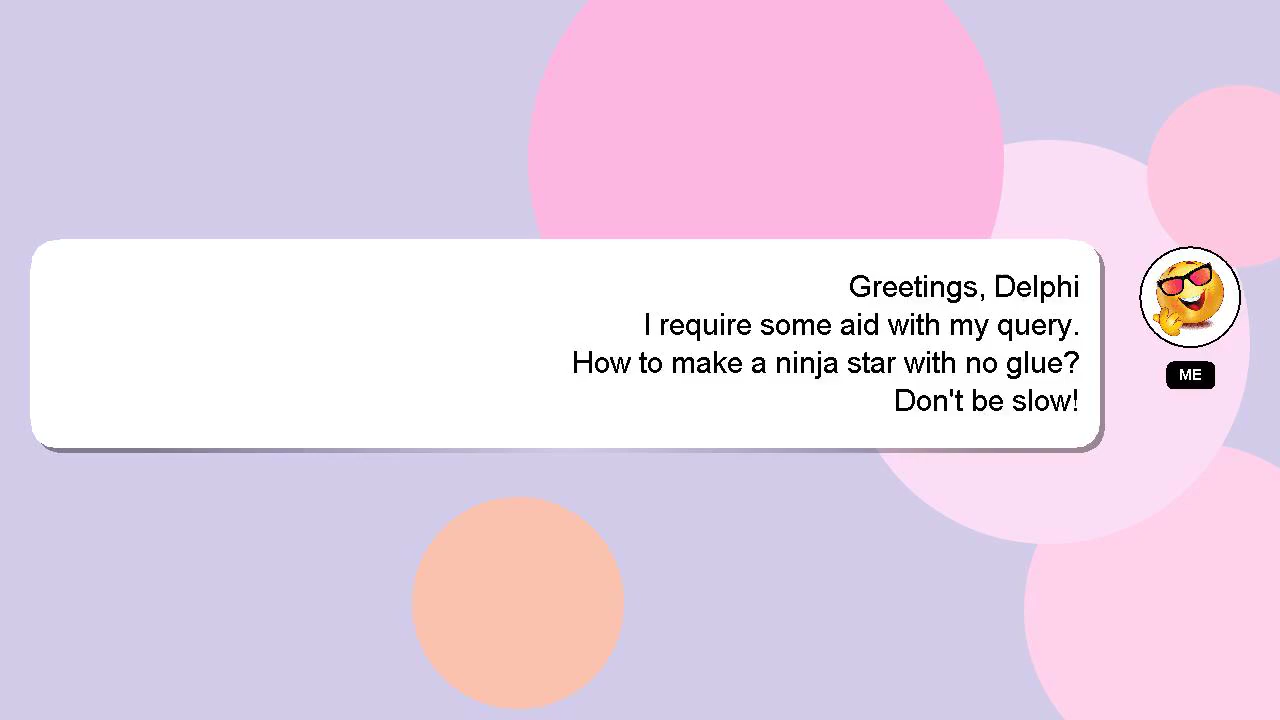 Greetings, Delphi
I require some aid with my query.
How to make a ninja star with no glue?
Don't be slow!
ME